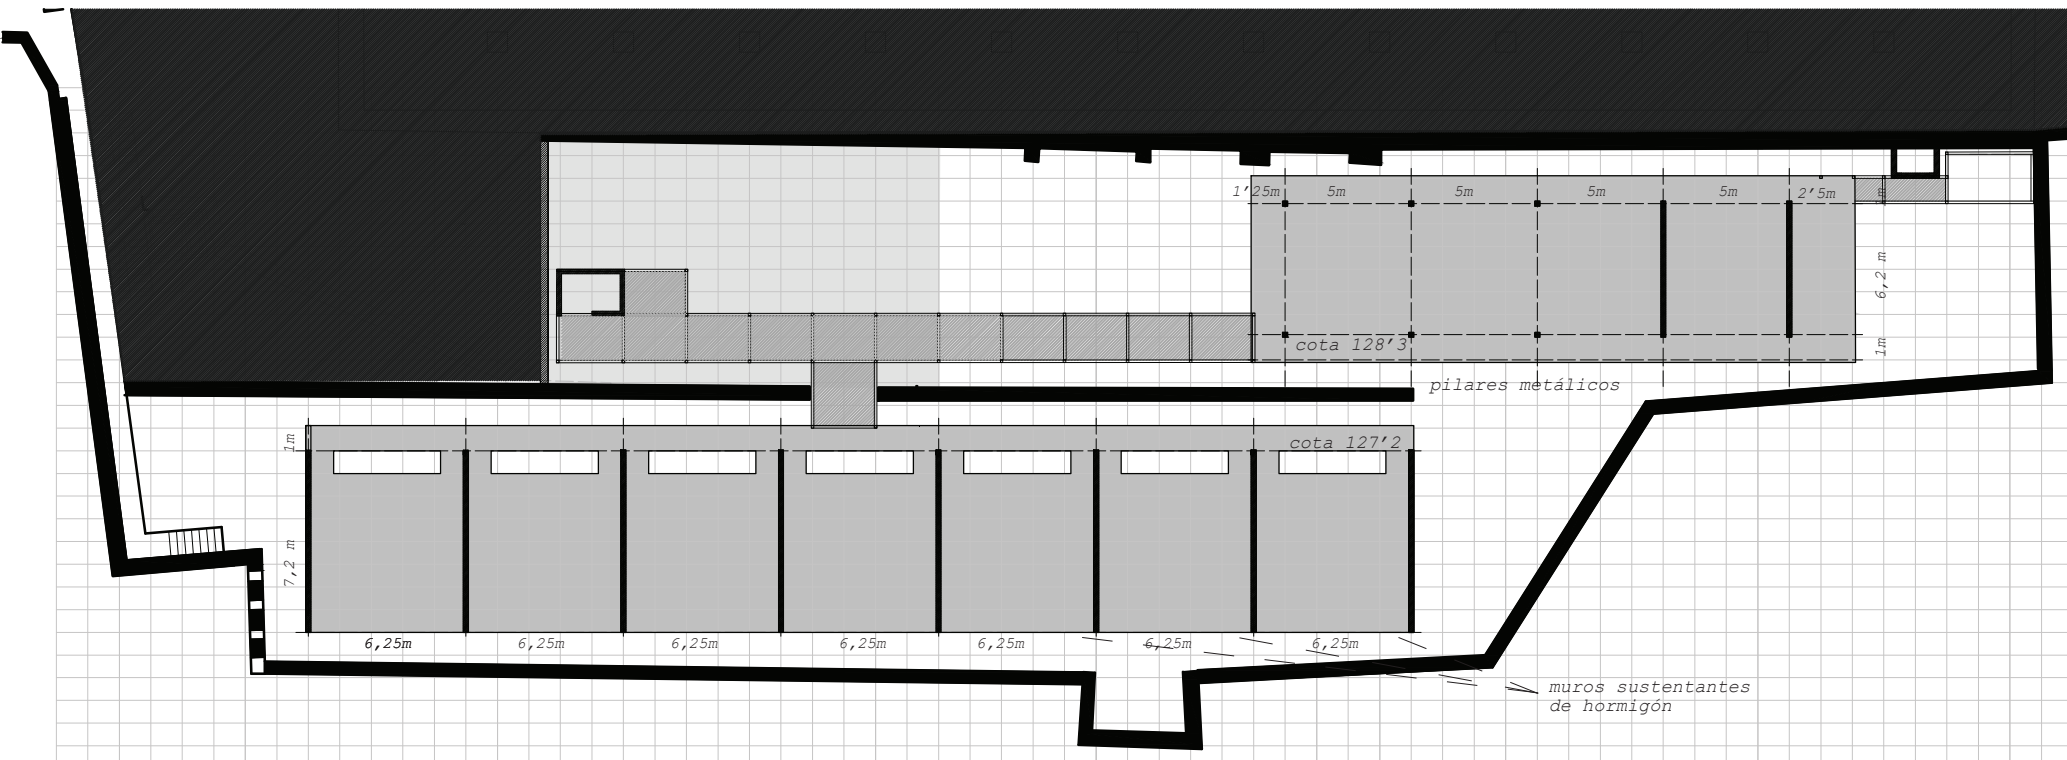 1'25m 5m 5m 5m 5m 2'5m 1m
6,2 m
cota 128'3
1m
pilares metálicos
1m
cota 127'2
7,2 m
6,25m 6,25m 6,25m 6,25m 6,25m 6,25m 6,25m
muros sustentantes
de hormigón